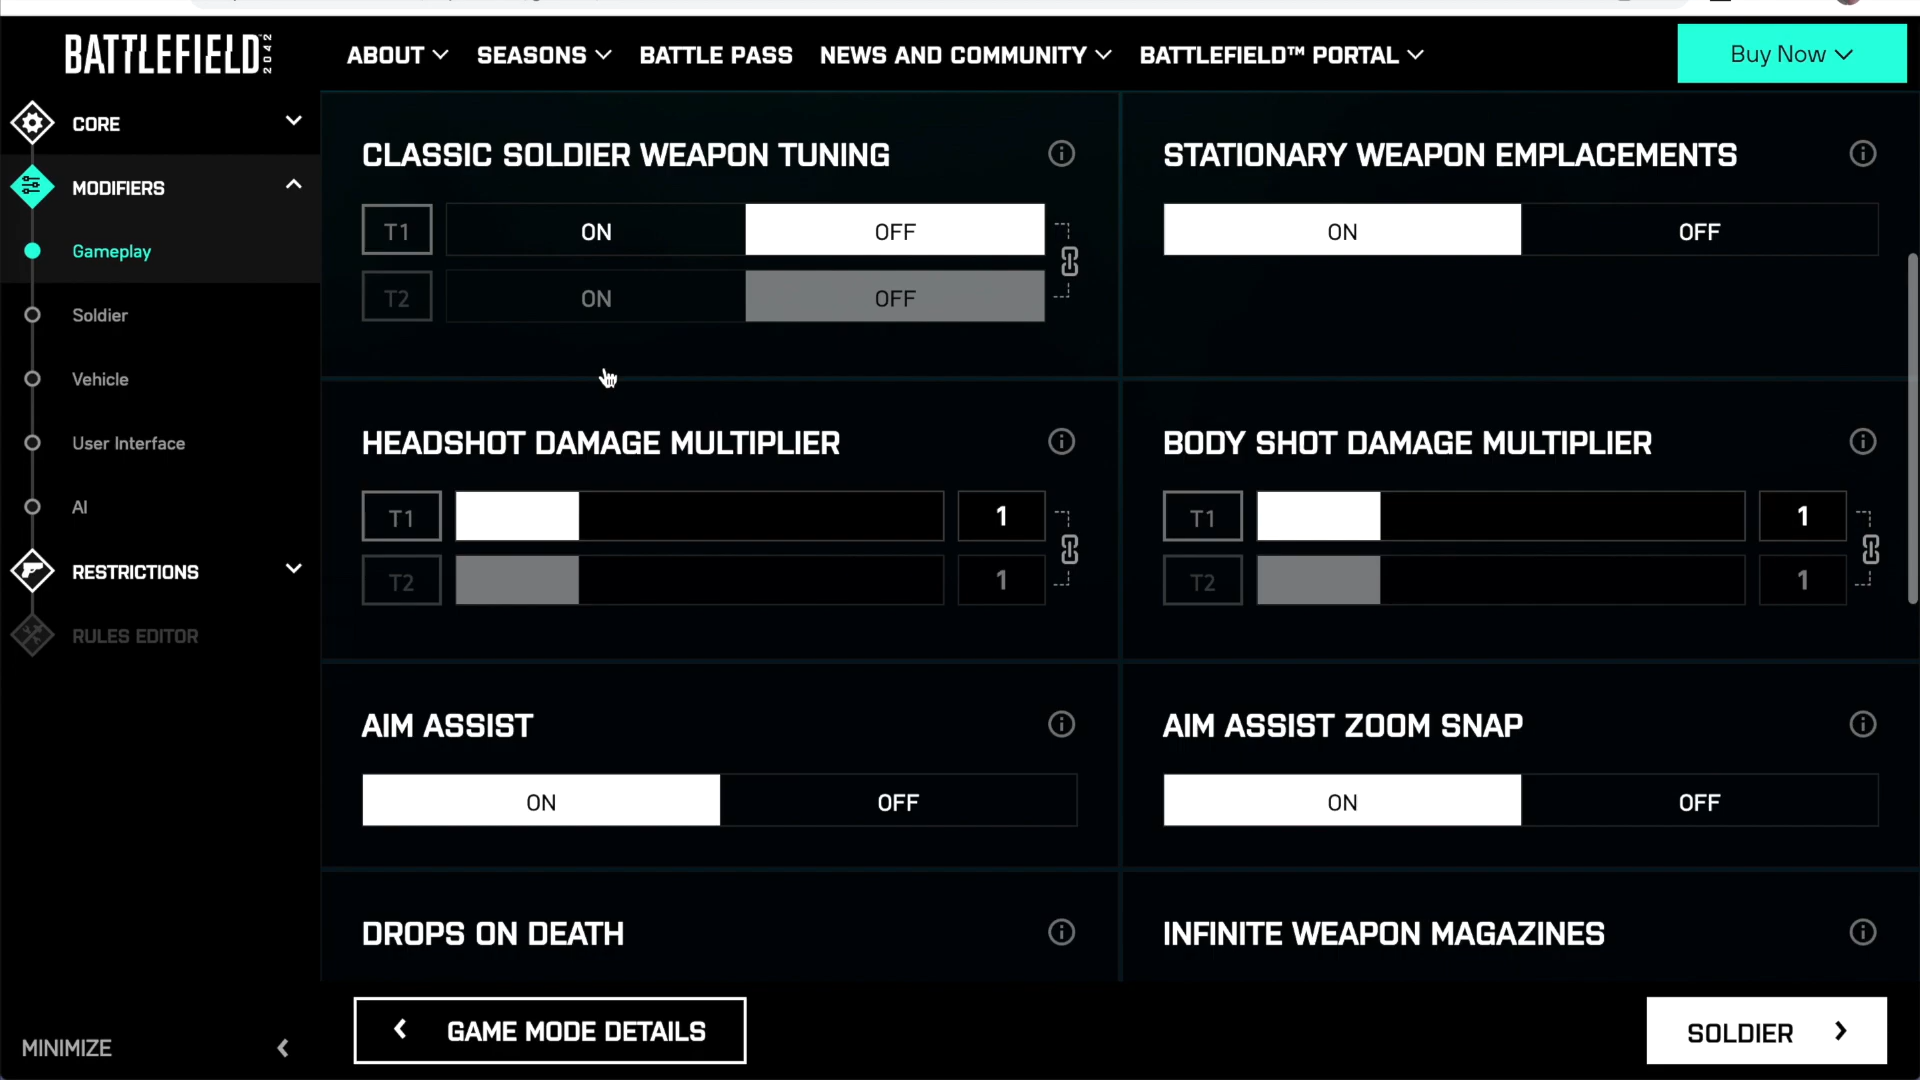 BATTLEFIELD™ 2042
ABOUT
SEASONS
BATTLE PASS
NEWS AND COMMUNITY
BATTLEFIELD™ PORTAL
Buy Now
CORE
MODIFIERS
Gameplay
Soldier
Vehicle
User Interface
AI
RESTRICTIONS
RULES EDITOR
MINIMIZE
CLASSIC SOLDIER WEAPON TUNING
T1 ON OFF
T2 ON OFF
STATIONARY WEAPON EMPLACEMENTS
ON OFF
HEADSHOT DAMAGE MULTIPLIER
T1 1
T2 1
BODY SHOT DAMAGE MULTIPLIER
T1 1
T2 1
AIM ASSIST
ON OFF
AIM ASSIST ZOOM SNAP
ON OFF
DROPS ON DEATH
INFINITE WEAPON MAGAZINES
GAME MODE DETAILS
SOLDIER